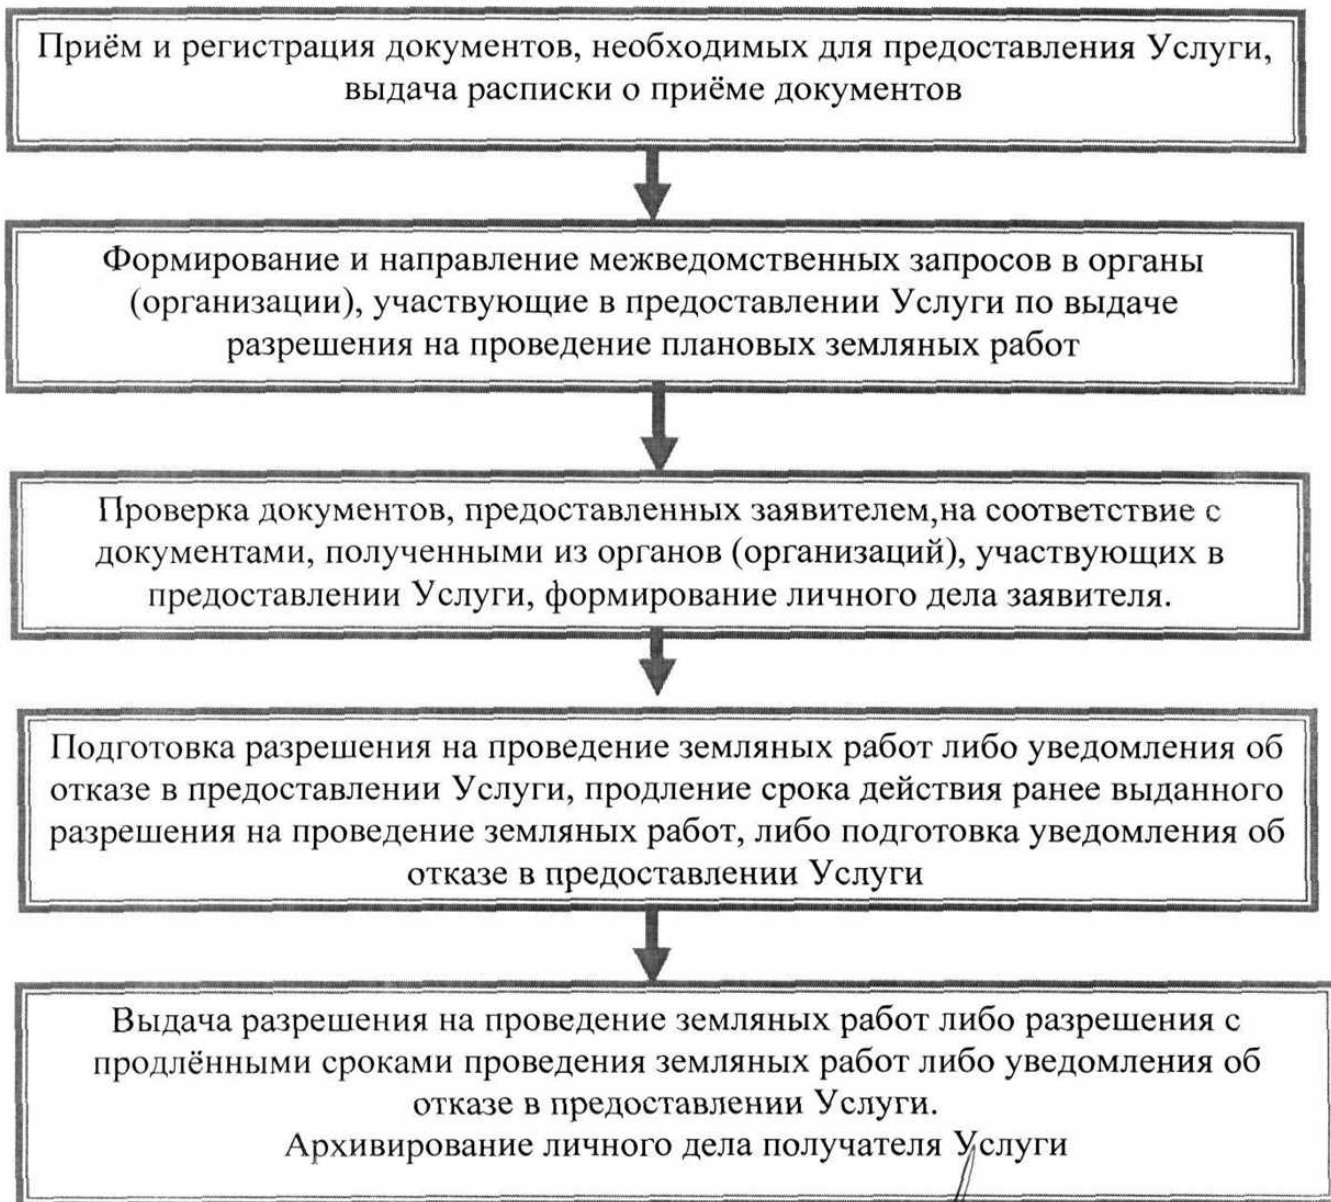 Приём и регистрация документов, необходимых для предоставления Услуги,
выдача расписки о приёме документов
Формирование и направление межведомственных запросов в органы
(организации), участвующие в предоставлении Услуги по выдаче
разрешения на проведение плановых земляных работ
Проверка документов, предоставленных заявителем,на соответствие с
документами, полученными из органов (организаций), участвующих в
предоставлении Услуги, формирование личного дела заявителя.
Подготовка разрешения на проведение земляных работ либо уведомления об
отказе в предоставлении Услуги, продление срока действия ранее выданного
разрешения на проведение земляных работ, либо подготовка уведомления об
отказе в предоставлении Услуги
Выдача разрешения на проведение земляных работ либо разрешения с
продлёнными сроками проведения земляных работ либо уведомления об
отказе в предоставлении Услуги.
Архивирование личного дела получателя Услуги